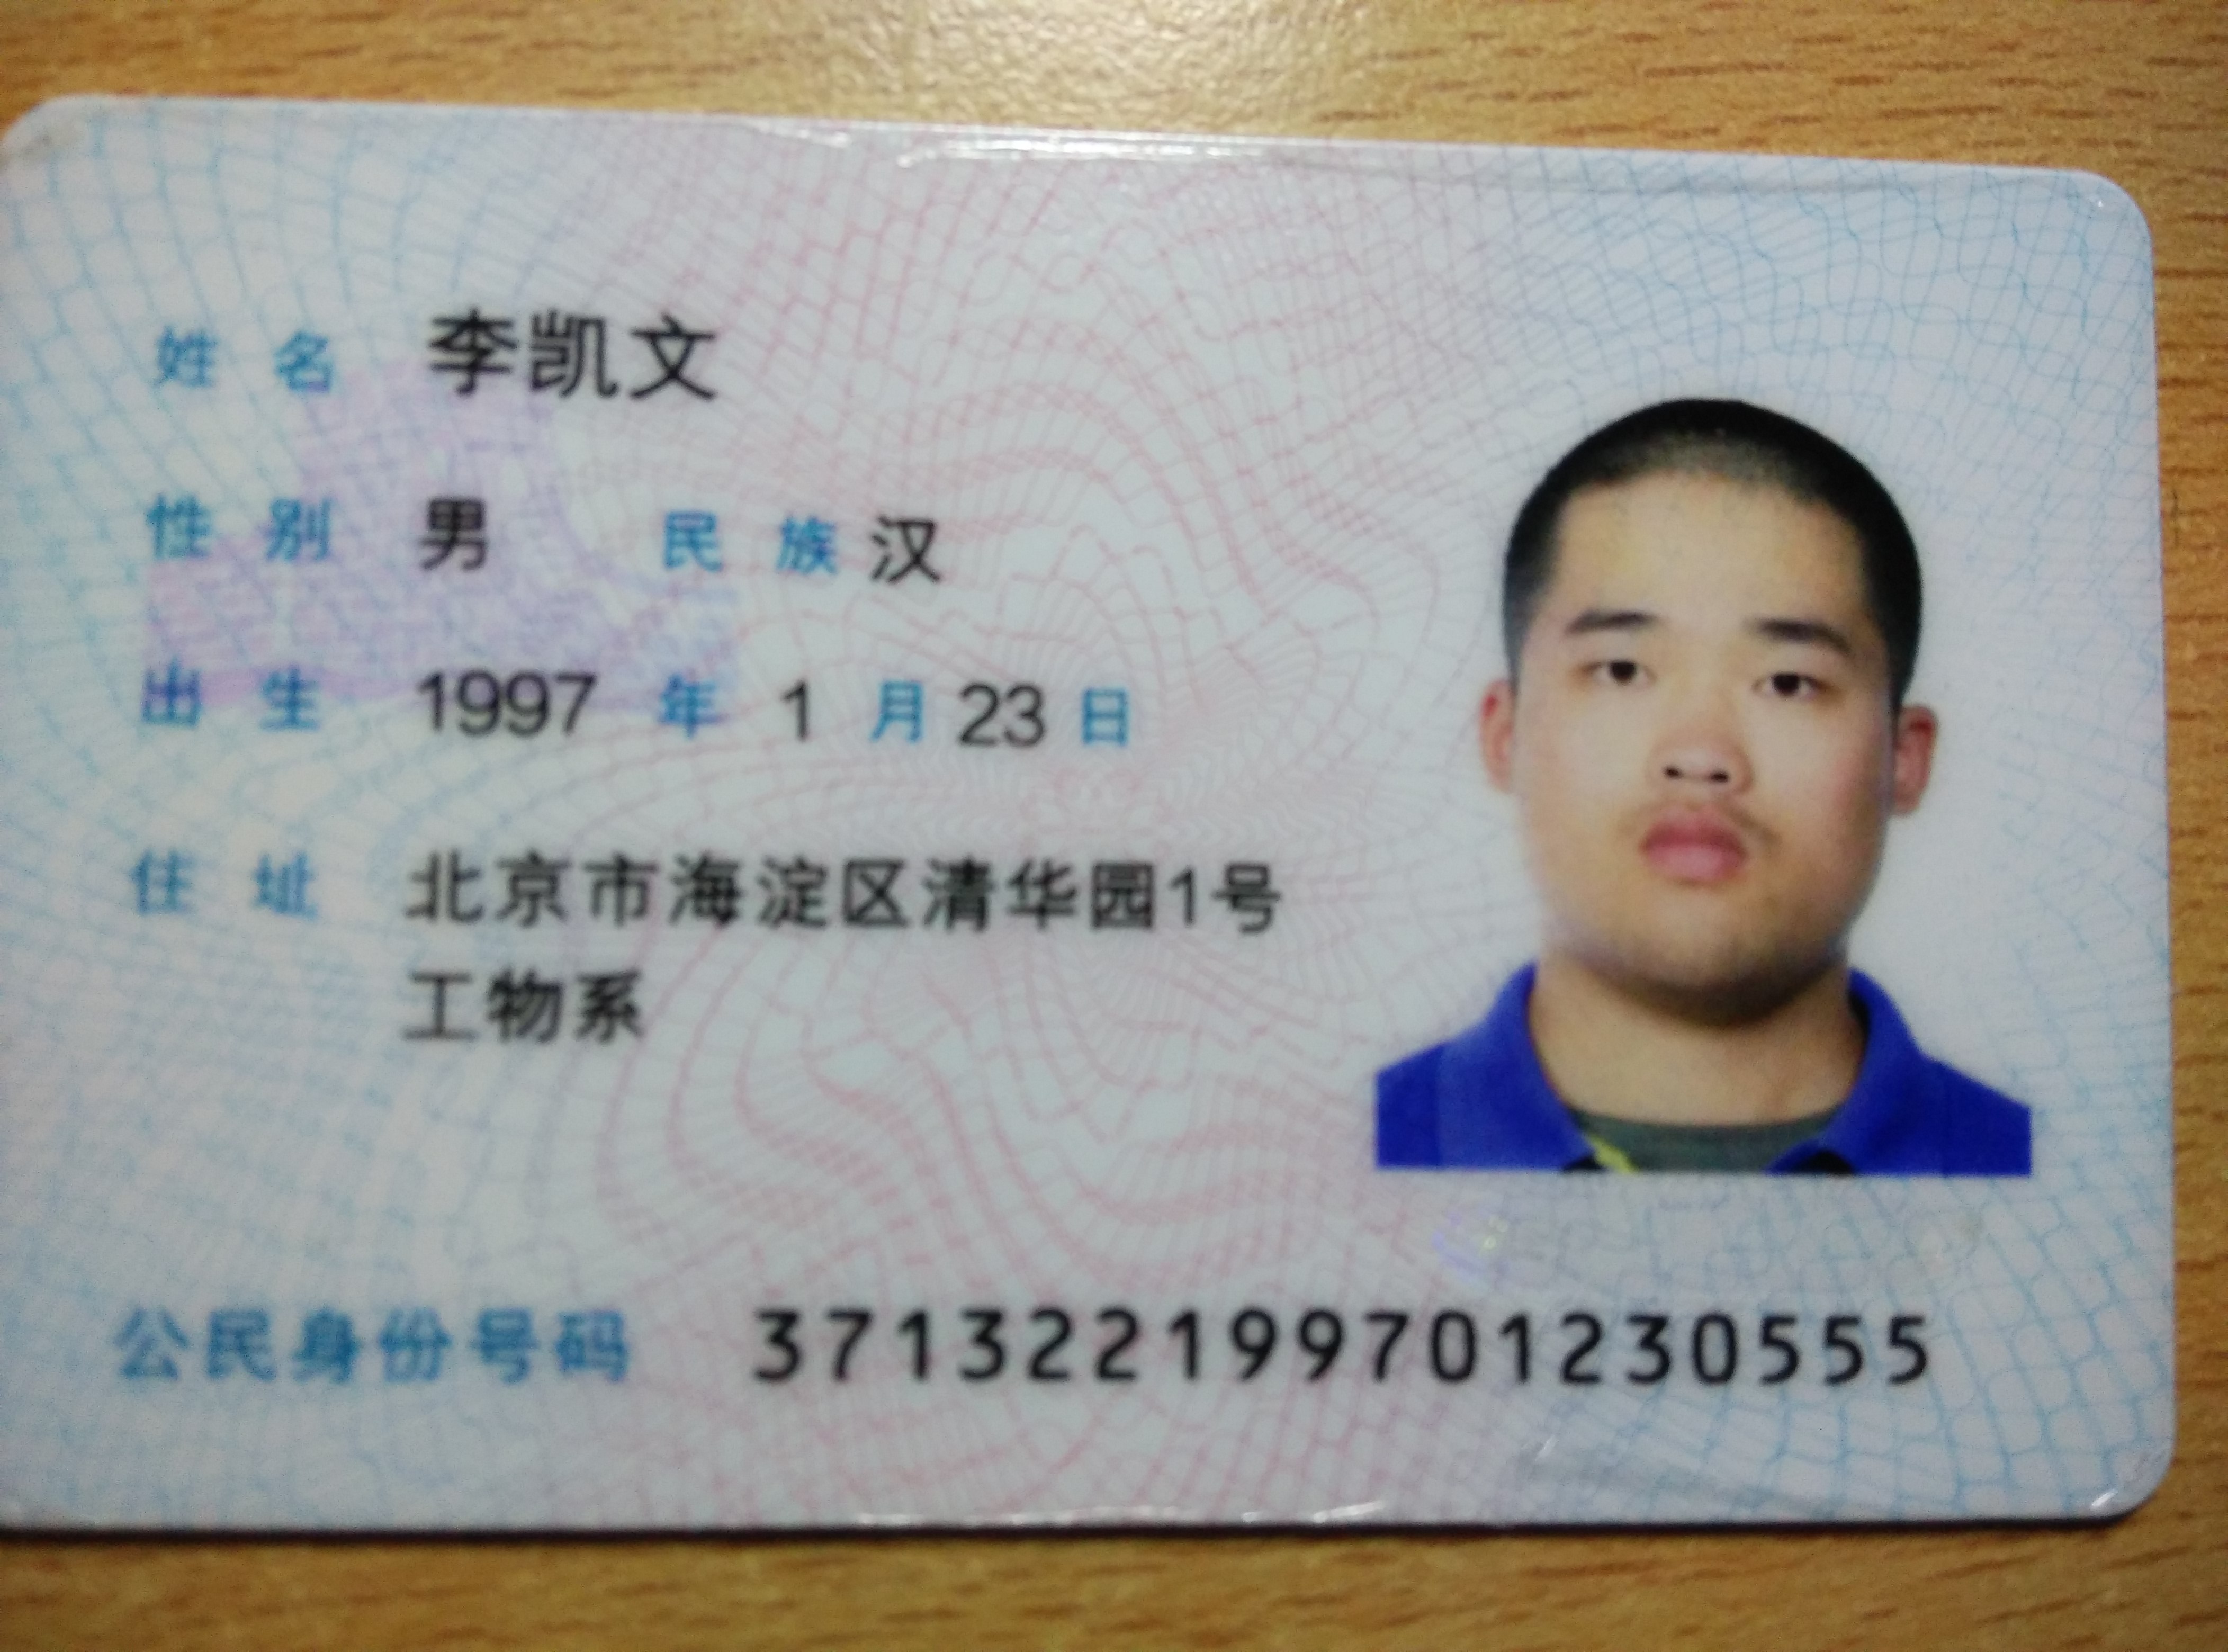 姓名 李凯文
性别 男 民族 汉
出生 1997 年 1 月 23 日
住址 北京市海淀区清华园1号
工物系
公民身份号码 371322199701230555